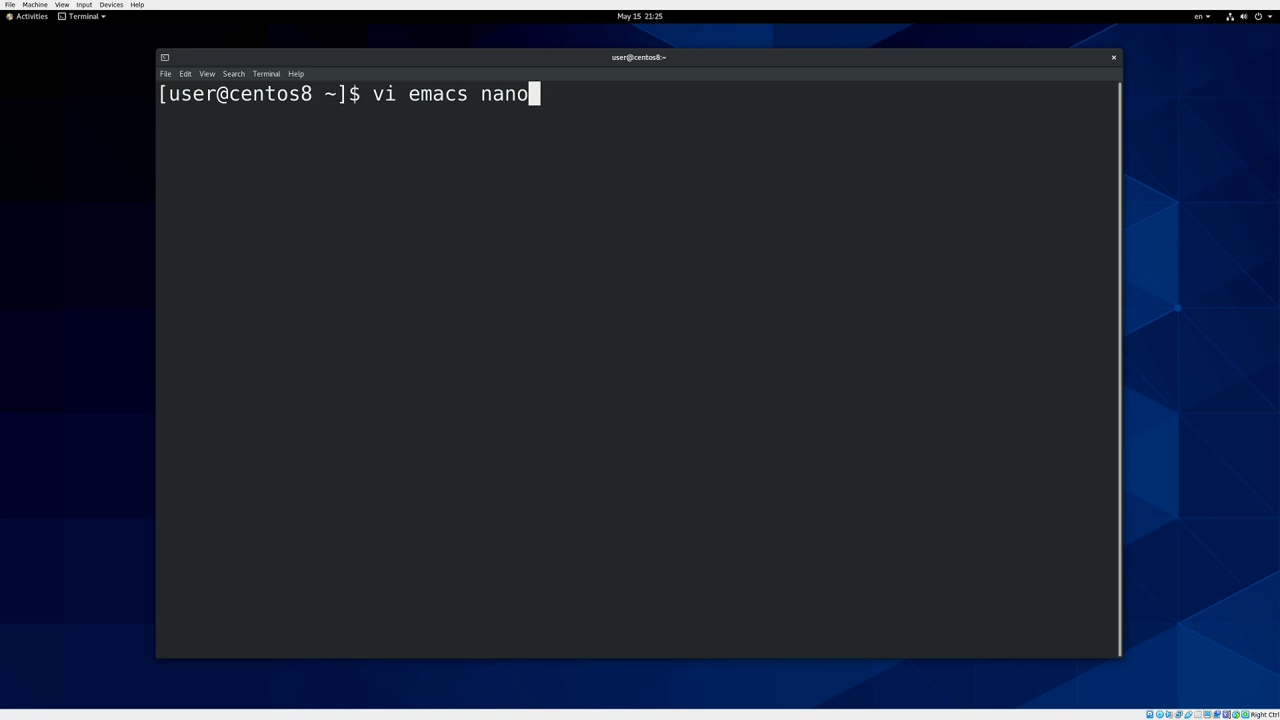 File Machine View Input Devices Help
Activities Terminal May 15 21:25 en
user@centos8:~
File Edit View Search Terminal Help
[user@centos8 ~]$ vi emacs nano
Right Ctrl